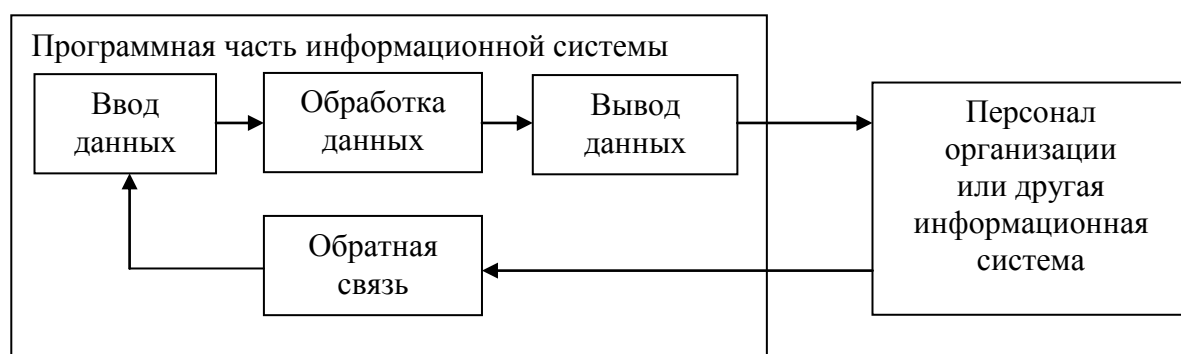 Программная часть информационной системы
Ввод
данных
Обработка
данных
Вывод
данных
Персонал
организации
или другая
информационная
система
Обратная
связь